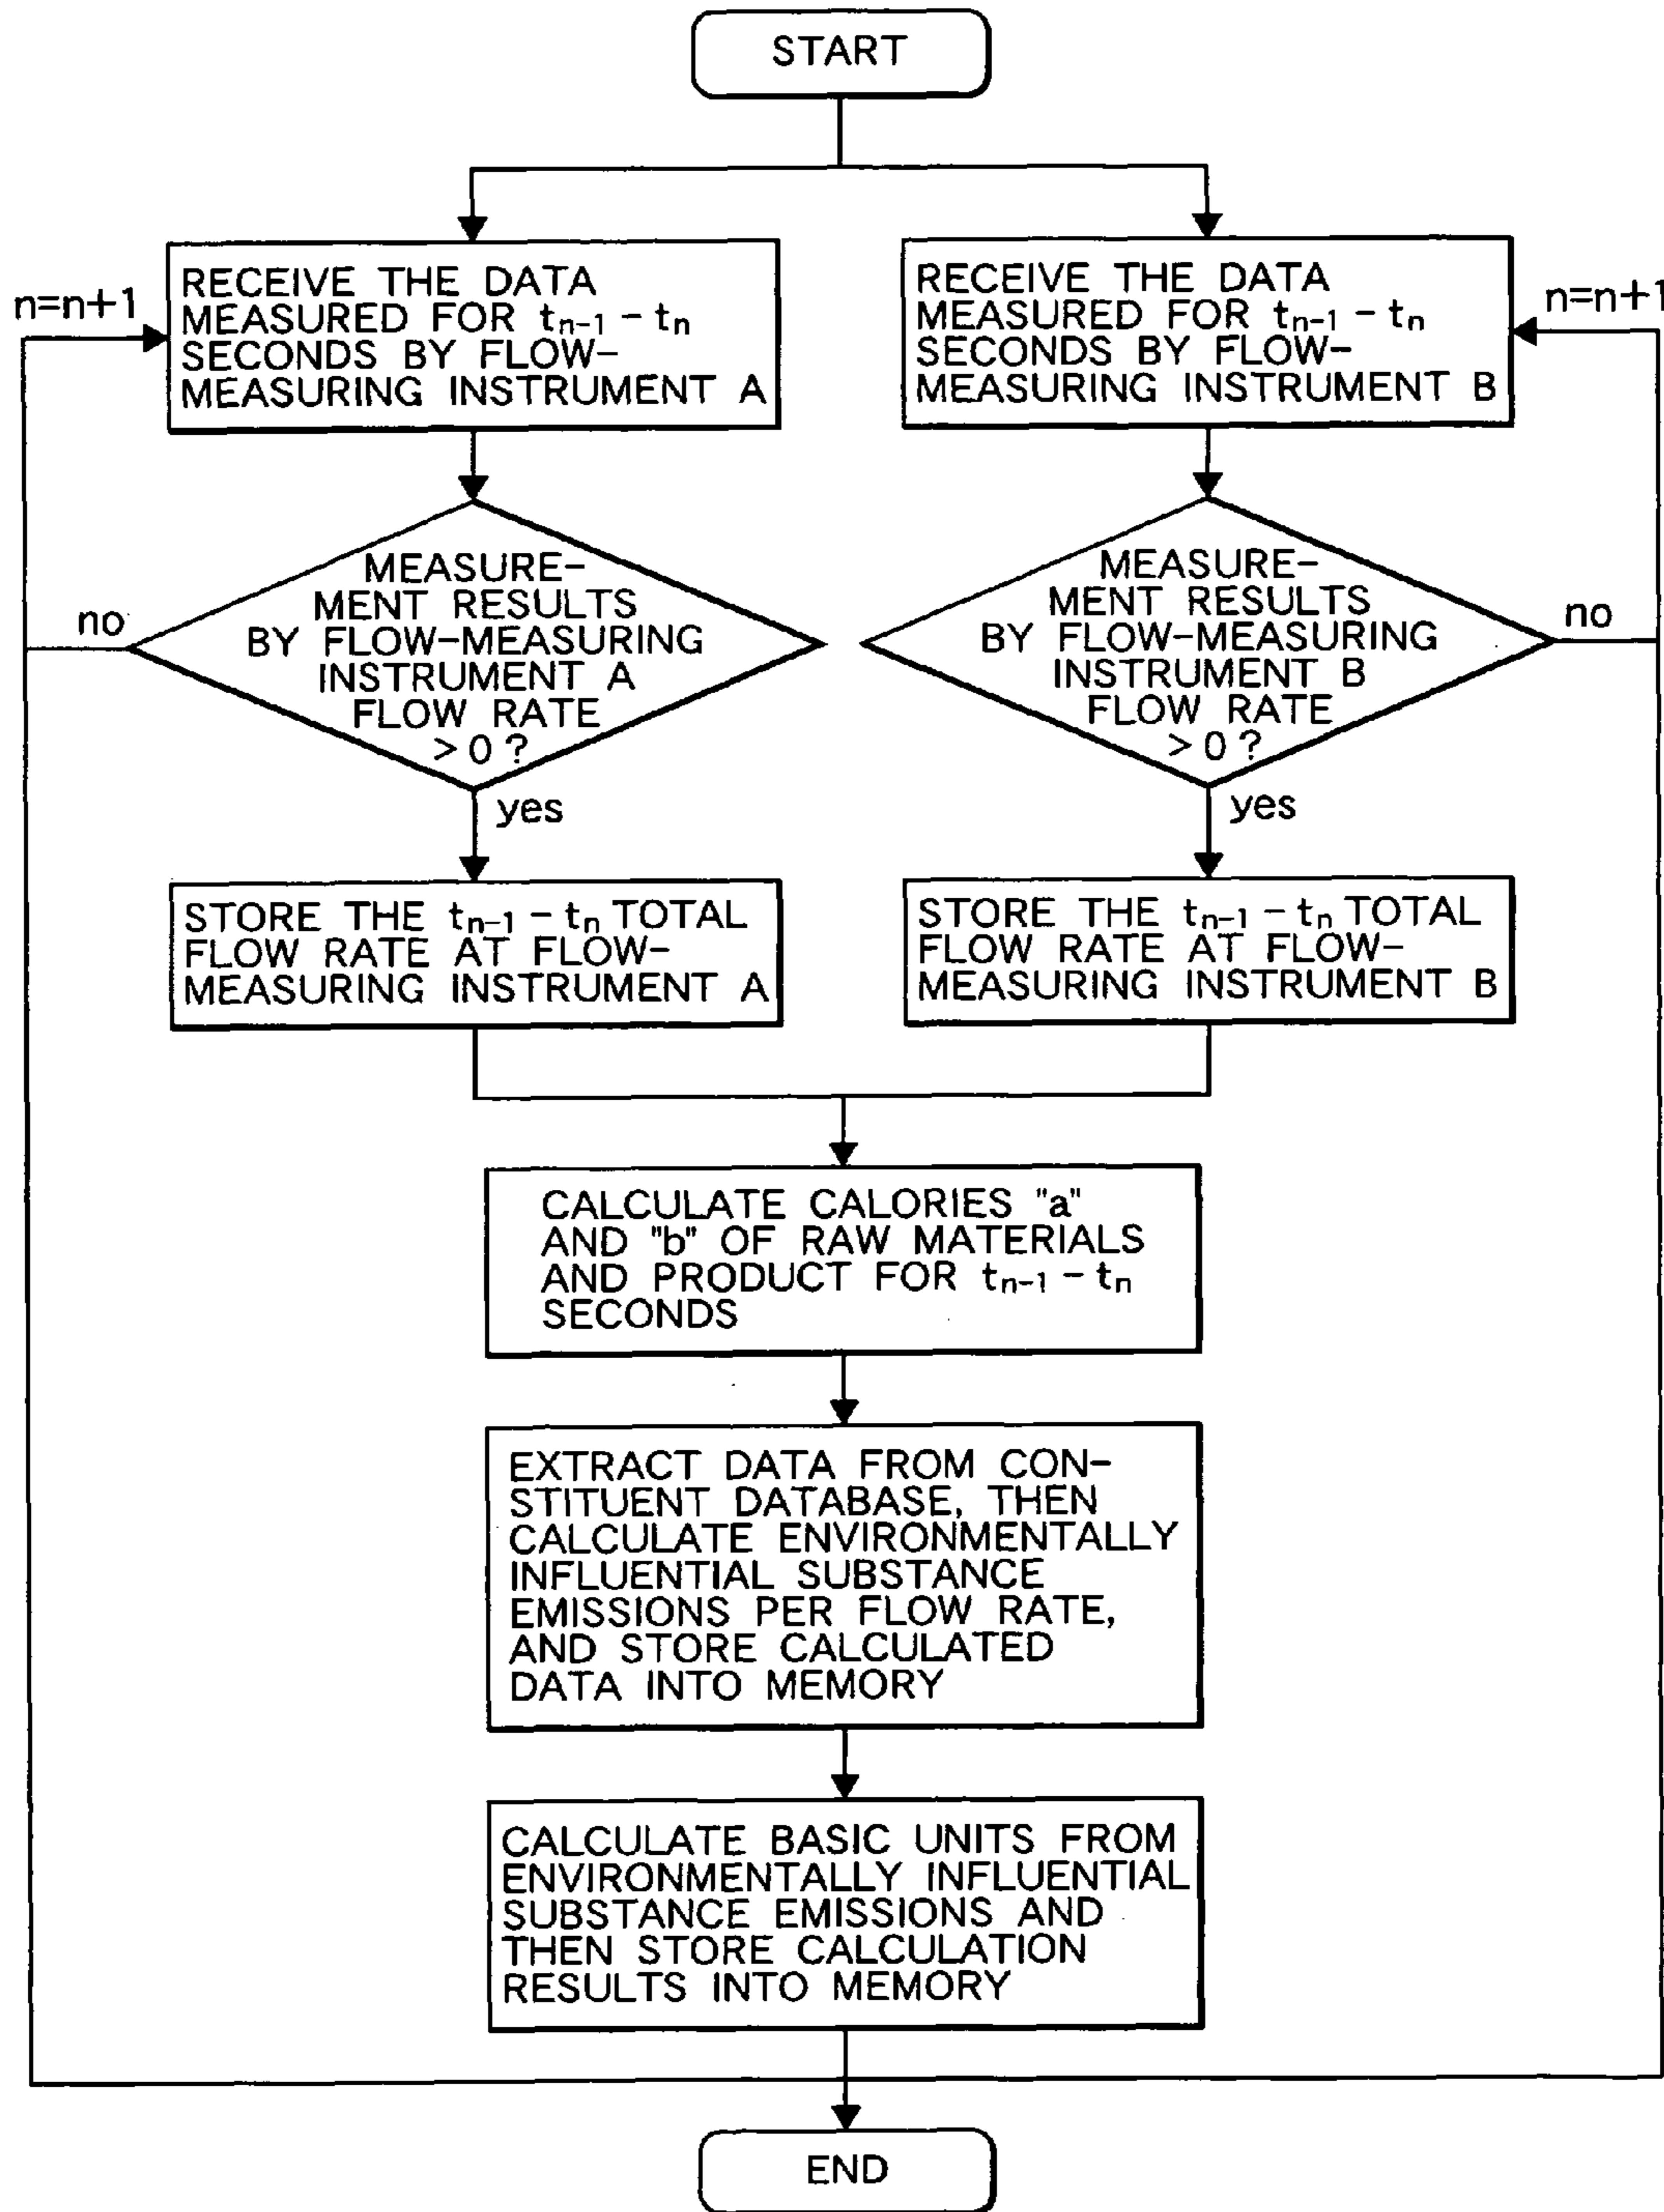 START
n=n+1
RECEIVE THE DATA
MEASURED FOR tn-1 – tn
SECONDS BY FLOW-
MEASURING INSTRUMENT A
RECEIVE THE DATA
MEASURED FOR tn-1 – tn
SECONDS BY FLOW-
MEASURING INSTRUMENT B
n=n+1
no
MEASURE-
MENT RESULTS
BY FLOW-MEASURING
INSTRUMENT A
FLOW RATE
> 0 ?
yes
MEASURE-
MENT RESULTS
BY FLOW-MEASURING
INSTRUMENT B
FLOW RATE
> 0 ?
no
yes
STORE THE tn-1 – tn TOTAL
FLOW RATE AT FLOW-
MEASURING INSTRUMENT A
STORE THE tn-1 – tn TOTAL
FLOW RATE AT FLOW-
MEASURING INSTRUMENT B
CALCULATE CALORIES "a"
AND "b" OF RAW MATERIALS
AND PRODUCT FOR tn-1 – tn
SECONDS
EXTRACT DATA FROM CON-
STITUENT DATABASE, THEN
CALCULATE ENVIRONMENTALLY
INFLUENTIAL SUBSTANCE
EMISSIONS PER FLOW RATE,
AND STORE CALCULATED
DATA INTO MEMORY
CALCULATE BASIC UNITS FROM
ENVIRONMENTALLY INFLUENTIAL
SUBSTANCE EMISSIONS AND
THEN STORE CALCULATION
RESULTS INTO MEMORY
END